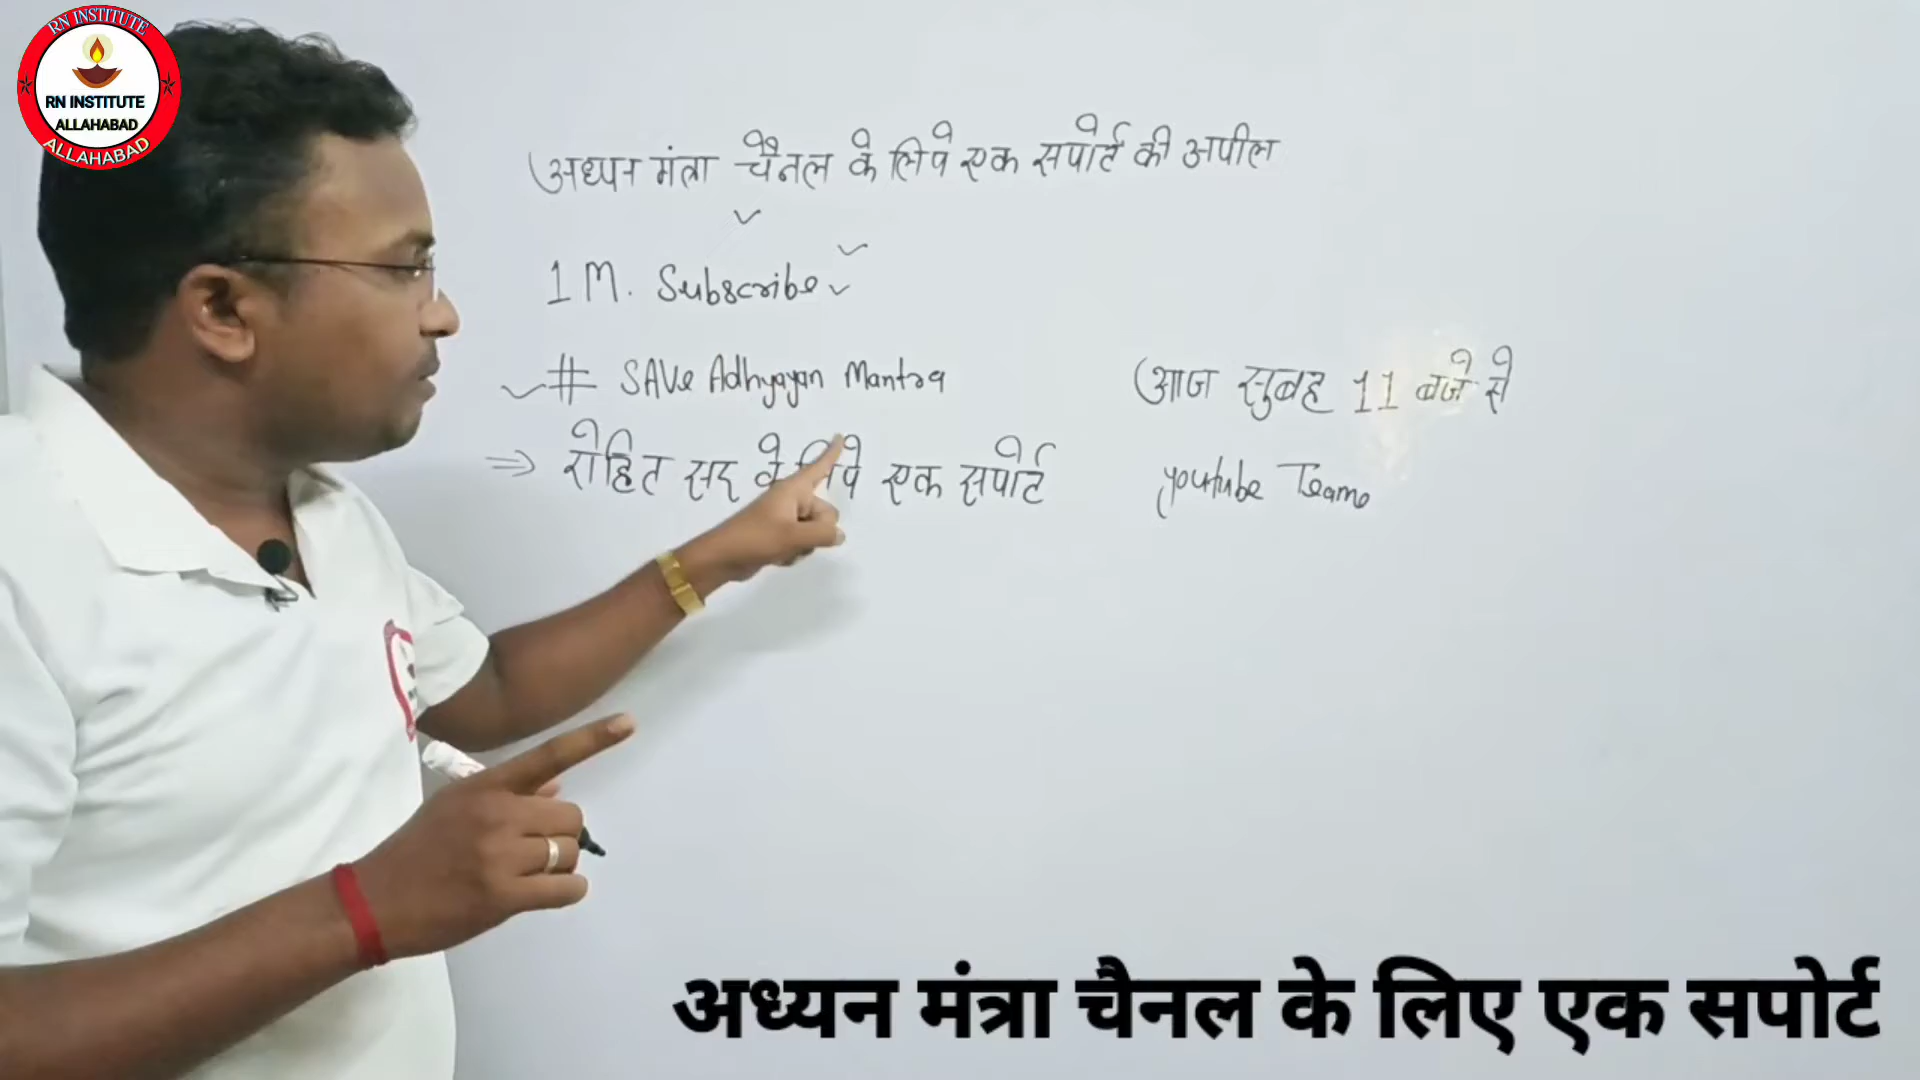 RN INSTITUTE
RN INSTITUTE
ALLAHABAD
ALLAHABAD
अध्यन मंत्रा चैनल के लिये एक सपोर्ट की अपील
1 M. Subscribe
# SAVe Adhyayan Mantra
⇒ रोहित सर के लिये एक सपोर्ट
आज सुबह 11 बजे से
youtube Teame
अध्यन मंत्रा चैनल के लिए एक सपोर्ट